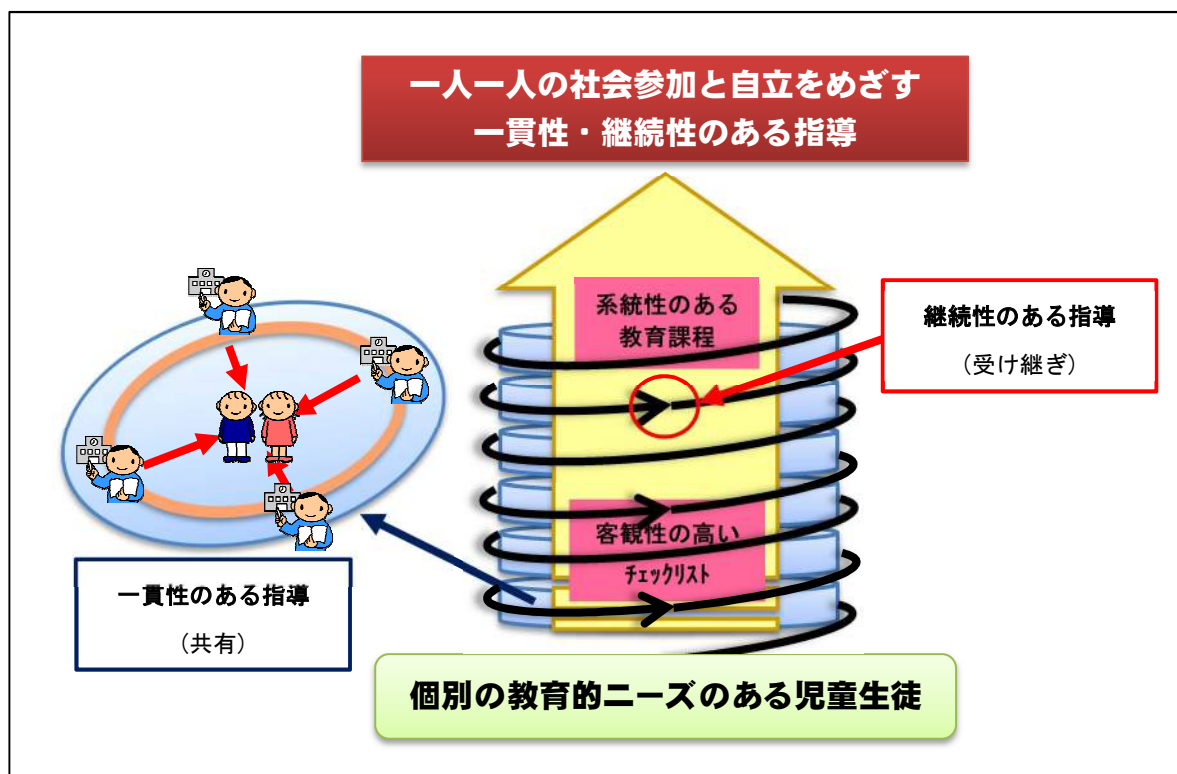 一人一人の社会参加と自立をめざす
一貫性・継続性のある指導
系統性のある
教育課程
継続性のある指導
(受け継ぎ)
客観性の高い
チェックリスト
一貫性のある指導
(共有)
個別の教育的ニーズのある児童生徒